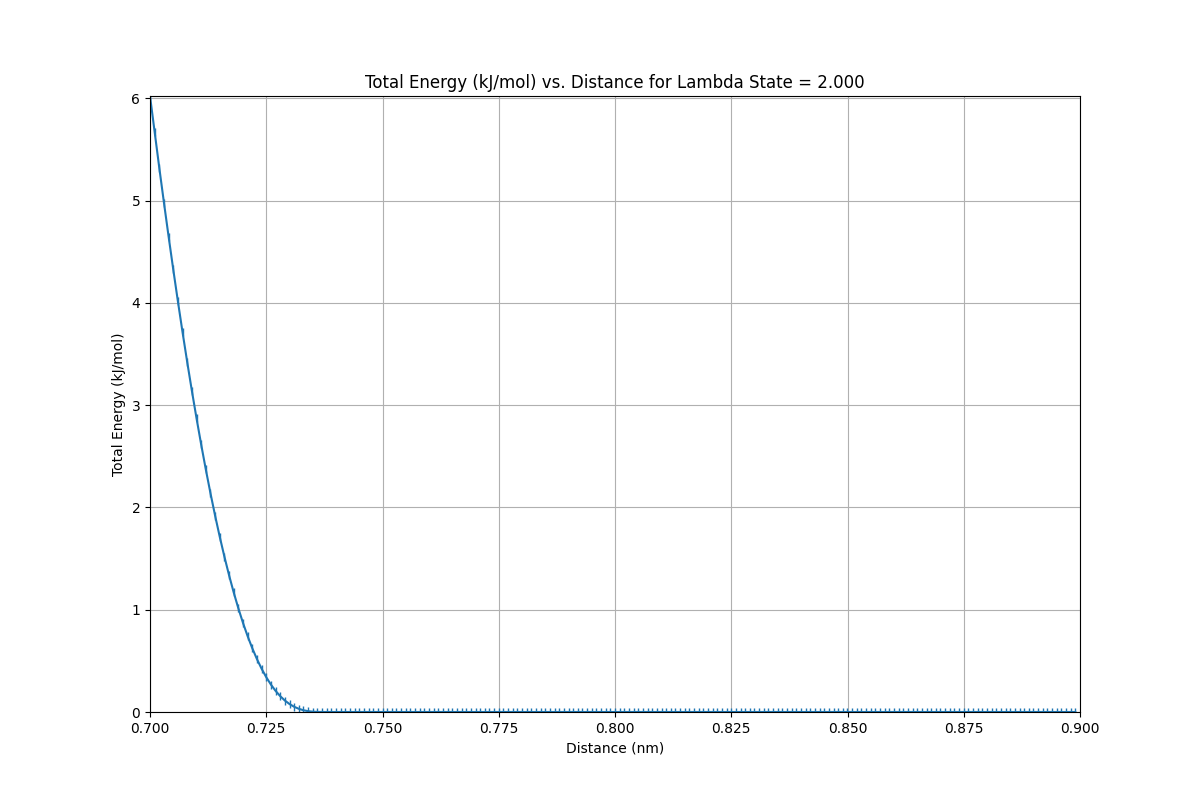 Total Energy (kJ/mol) vs. Distance for Lambda State = 2.000
6
5
4
3
2
1
0
Total Energy (kJ/mol)
0.700 0.725 0.750 0.775 0.800 0.825 0.850 0.875 0.900
Distance (nm)